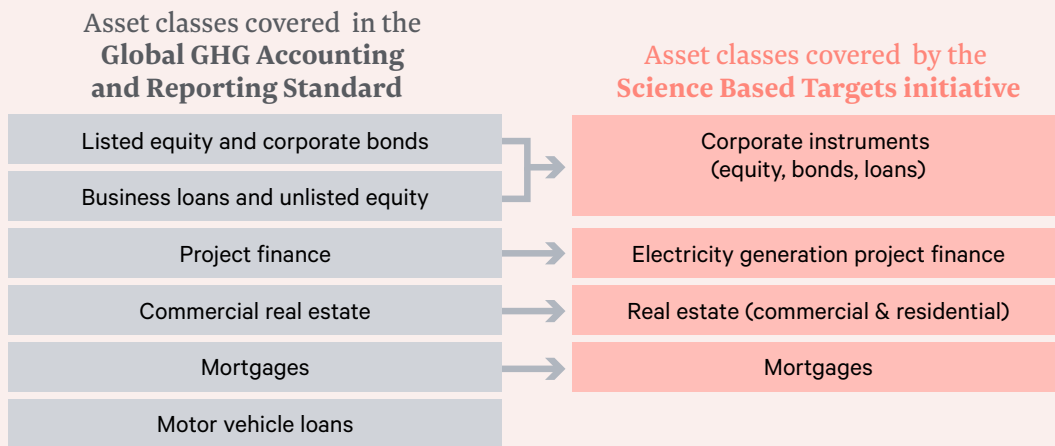 Asset classes covered in the
Global GHG Accounting
and Reporting Standard
Listed equity and corporate bonds
Business loans and unlisted equity
Project finance
Commercial real estate
Mortgages
Motor vehicle loans
Asset classes covered by the
Science Based Targets initiative
Corporate instruments
(equity, bonds, loans)
Electricity generation project finance
Real estate (commercial & residential)
Mortgages